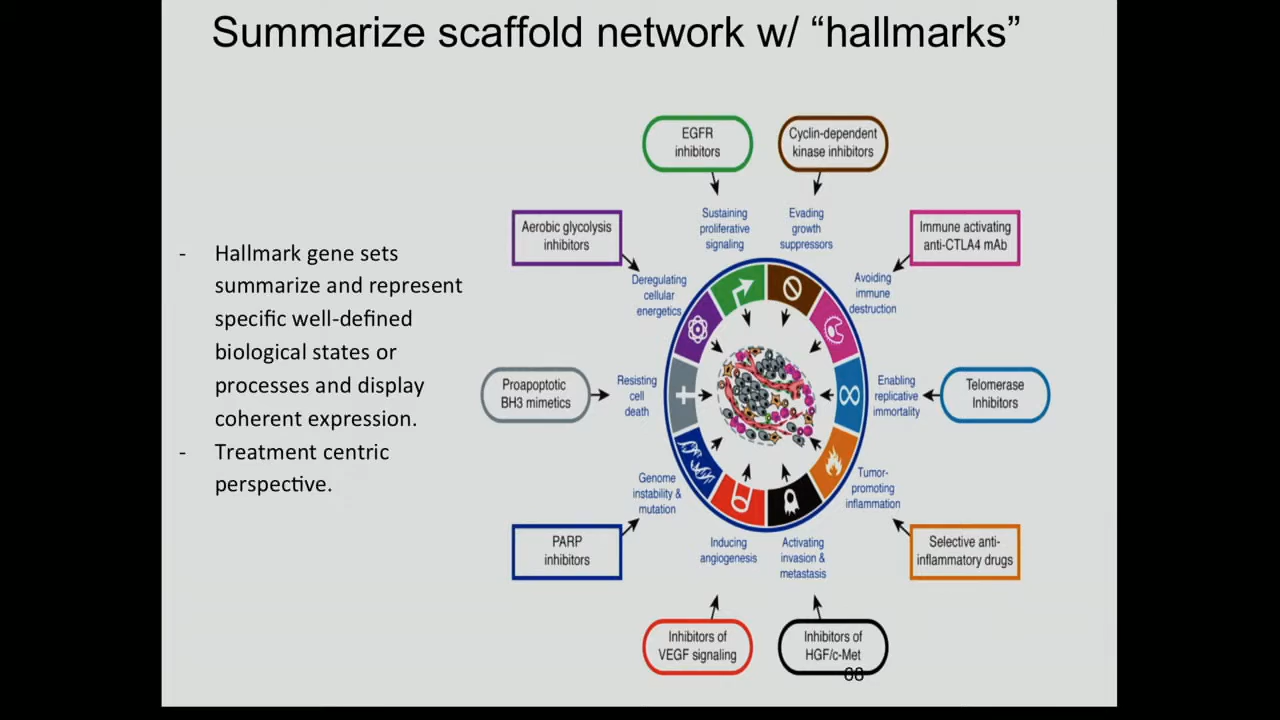 Summarize scaffold network w/ “hallmarks”
- Hallmark gene sets
summarize and represent
specific well-defined
biological states or
processes and display
coherent expression.
- Treatment centric
perspective.
EGFR
inhibitors
Cyclin-dependent
kinase inhibitors
Aerobic glycolysis
inhibitors
Sustaining
proliferative
signaling
Evading
growth
suppressors
Immune activating
anti-CTLA4 mAb
Deregulating
cellular
energetics
Avoiding
immune
destruction
Proapoptotic
BH3 mimetics
Resisting
cell
death
Enabling
replicative
immortality
Telomerase
Inhibitors
Genome
instability &
mutation
Tumor-
promoting
inflammation
PARP
inhibitors
Inducing
angiogenesis
Activating
invasion &
metastasis
Selective anti-
inflammatory drugs
Inhibitors of
VEGF signaling
Inhibitors of
HGF/c-Met
68